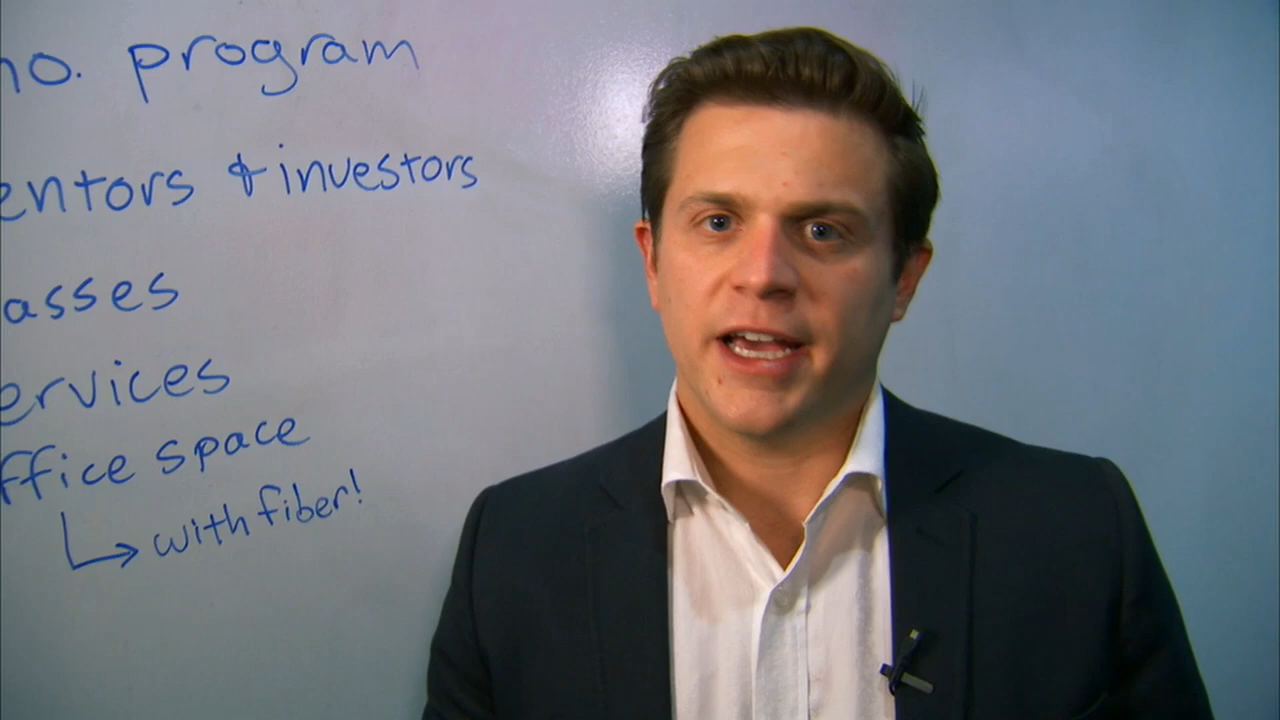 no. program
entors & investors
asses
ervices
ffice space
with fiber!